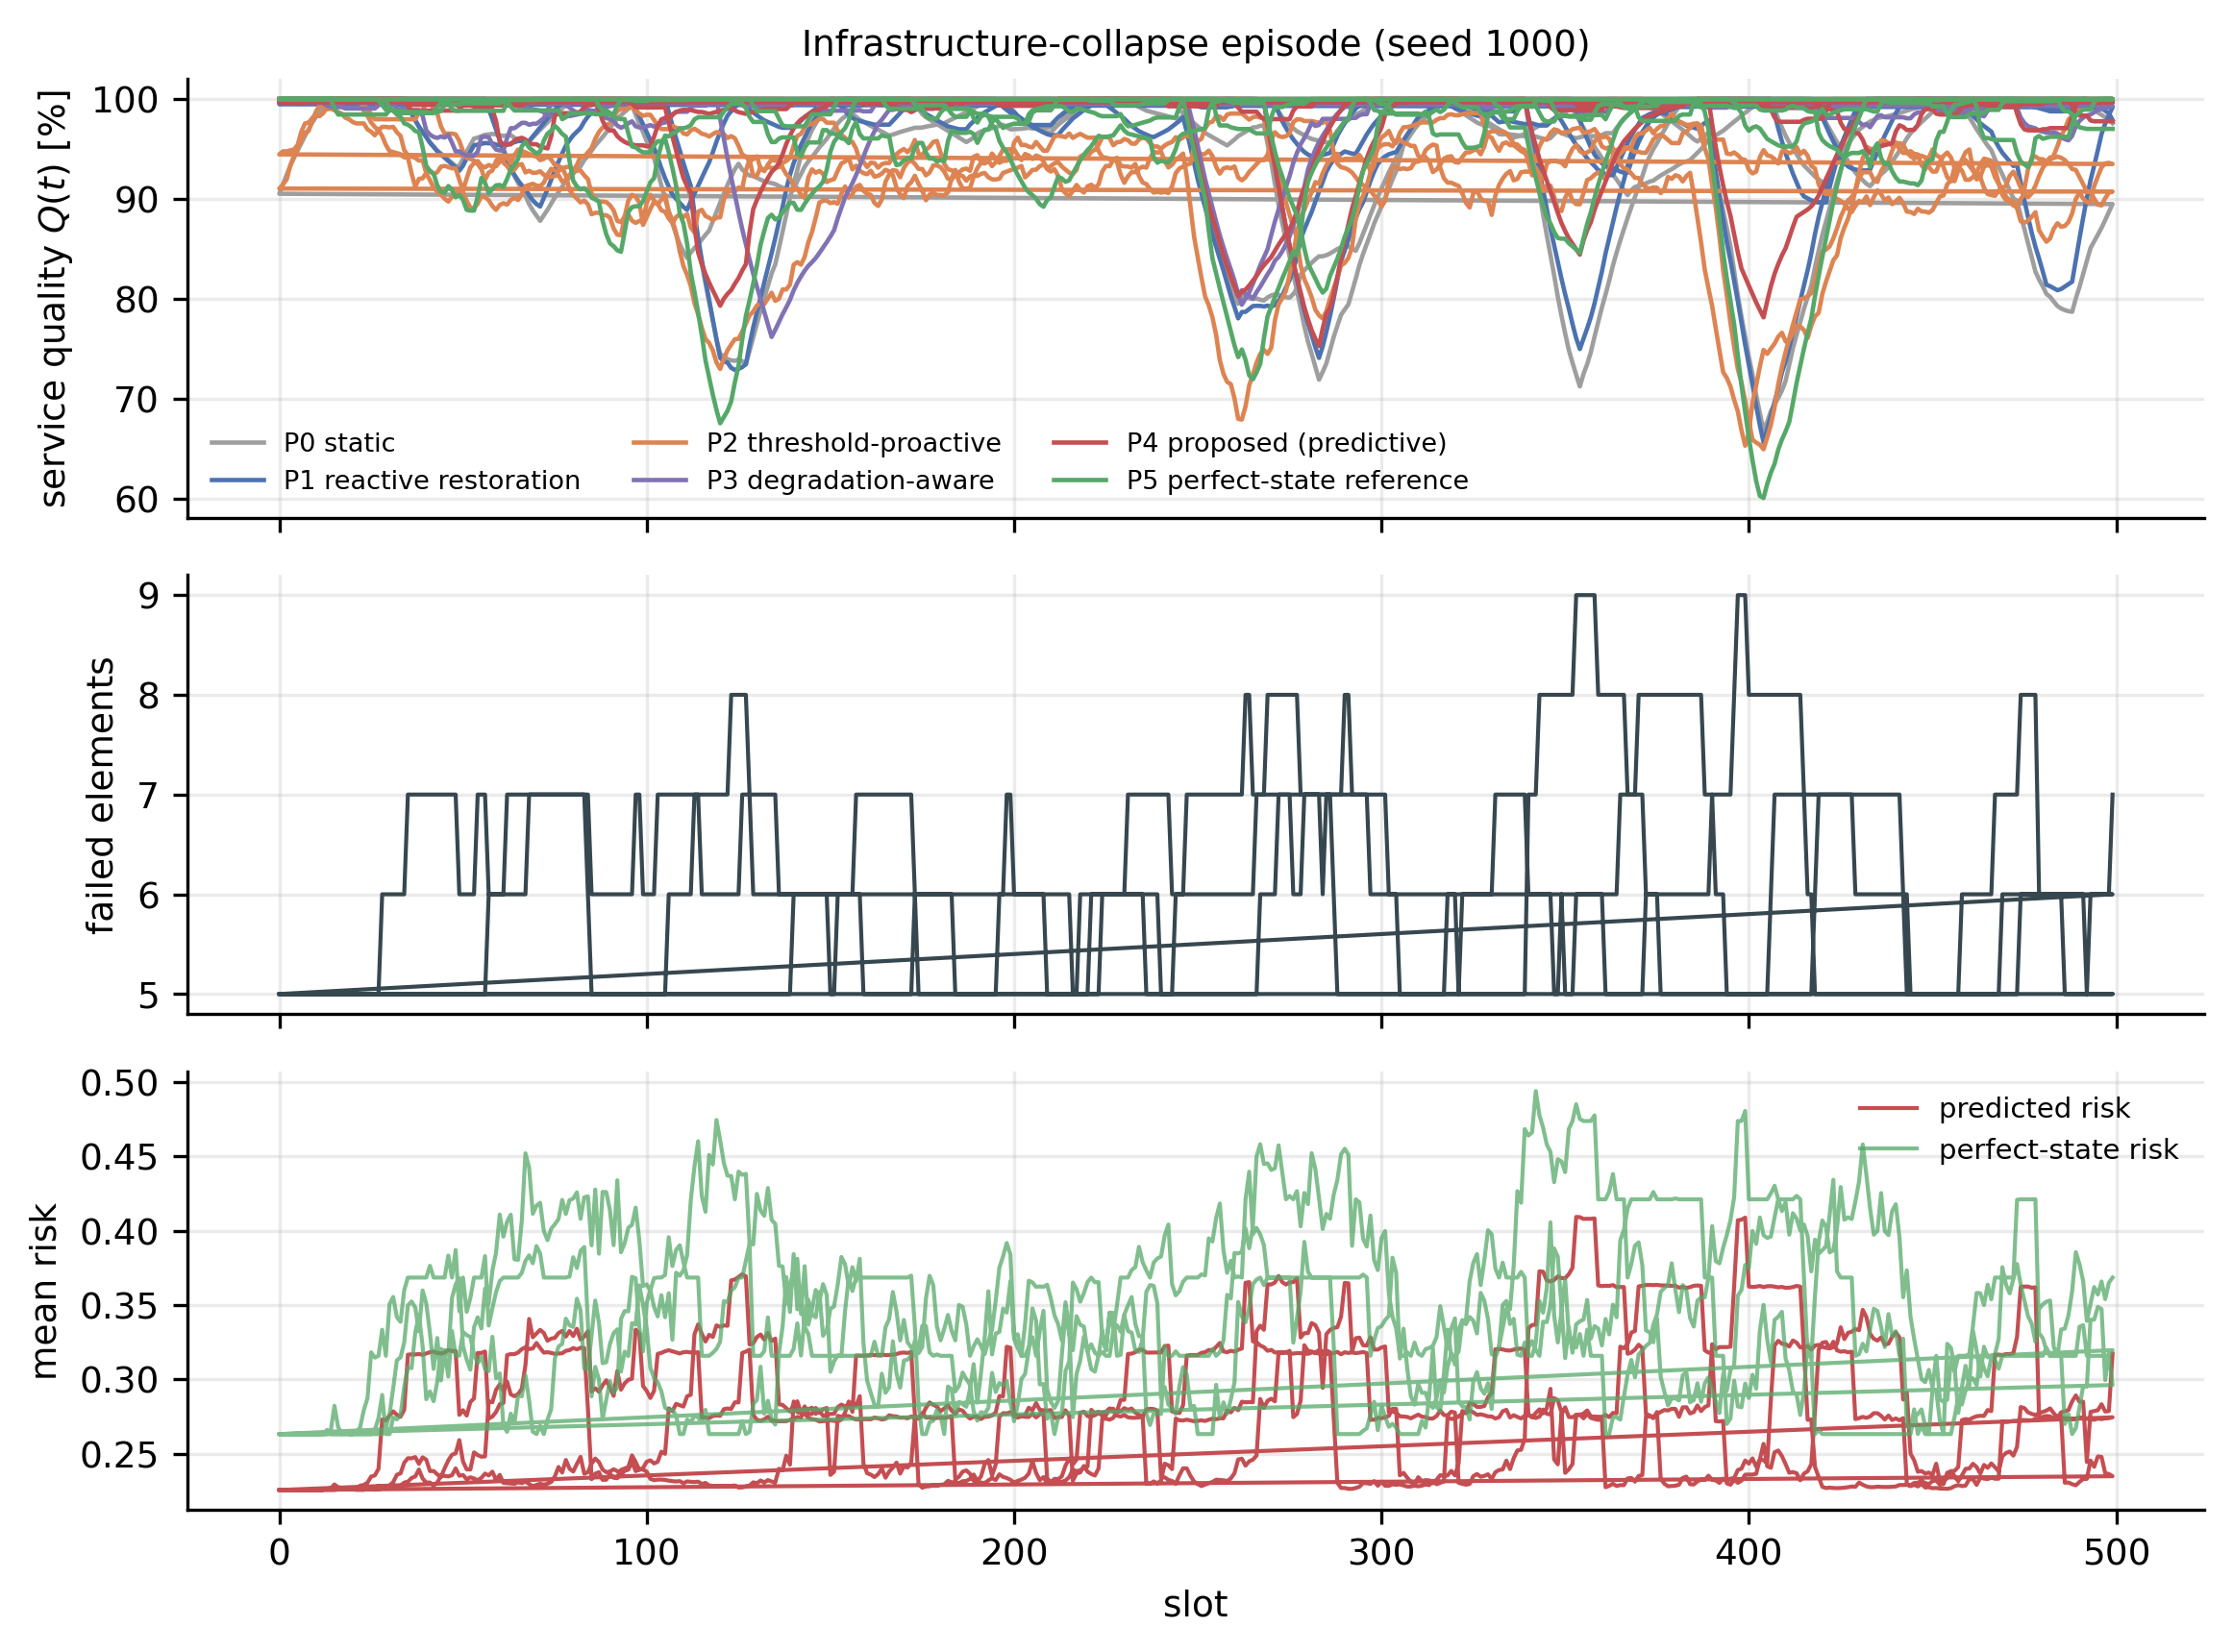 Infrastructure-collapse episode (seed 1000)
service quality Q(t) [%]
100
90
80
70
60
P0 static
P1 reactive restoration
P2 threshold-proactive
P3 degradation-aware
P4 proposed (predictive)
P5 perfect-state reference
failed elements
9
8
7
6
5
mean risk
0.50
0.45
0.40
0.35
0.30
0.25
predicted risk
perfect-state risk
0 100 200 300 400 500
slot